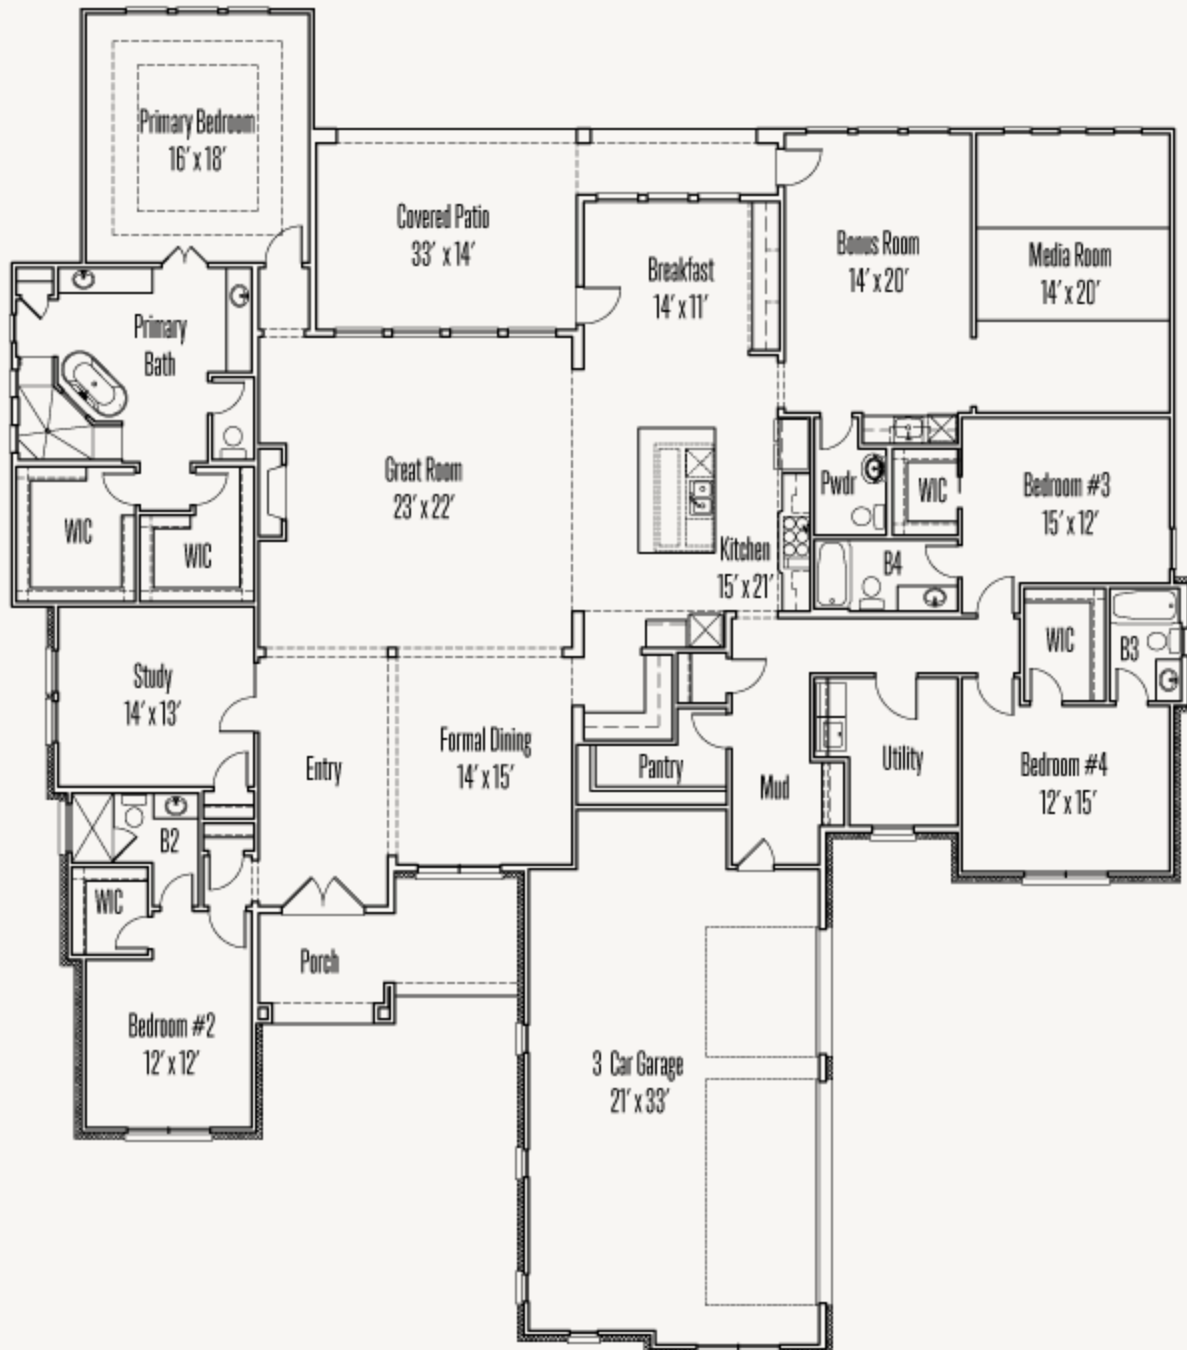 Primary Bedroom
16' x 18'
Covered Patio
33' x 14'
Breakfast
14' x 11'
Bonus Room
14' x 20'
Media Room
14' x 20'
Primary
Bath
Great Room
23' x 22'
WIC
WIC
Kitchen
15' x 21'
Pwdr
WIC
Bedroom #3
15' x 12'
B4
WIC
B3
Study
14' x 13'
Entry
Formal Dining
14' x 15'
Pantry
Mud
Utility
Bedroom #4
12' x 15'
B2
WIC
Porch
Bedroom #2
12' x 12'
3 Car Garage
21' x 33'